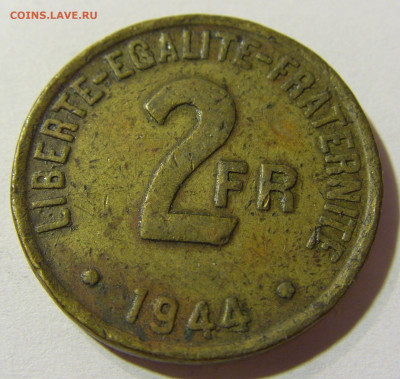 COINS.LAVE.RU
LIBERTE-EGALITE-FRATERNITE
2
FR
• 1944 •